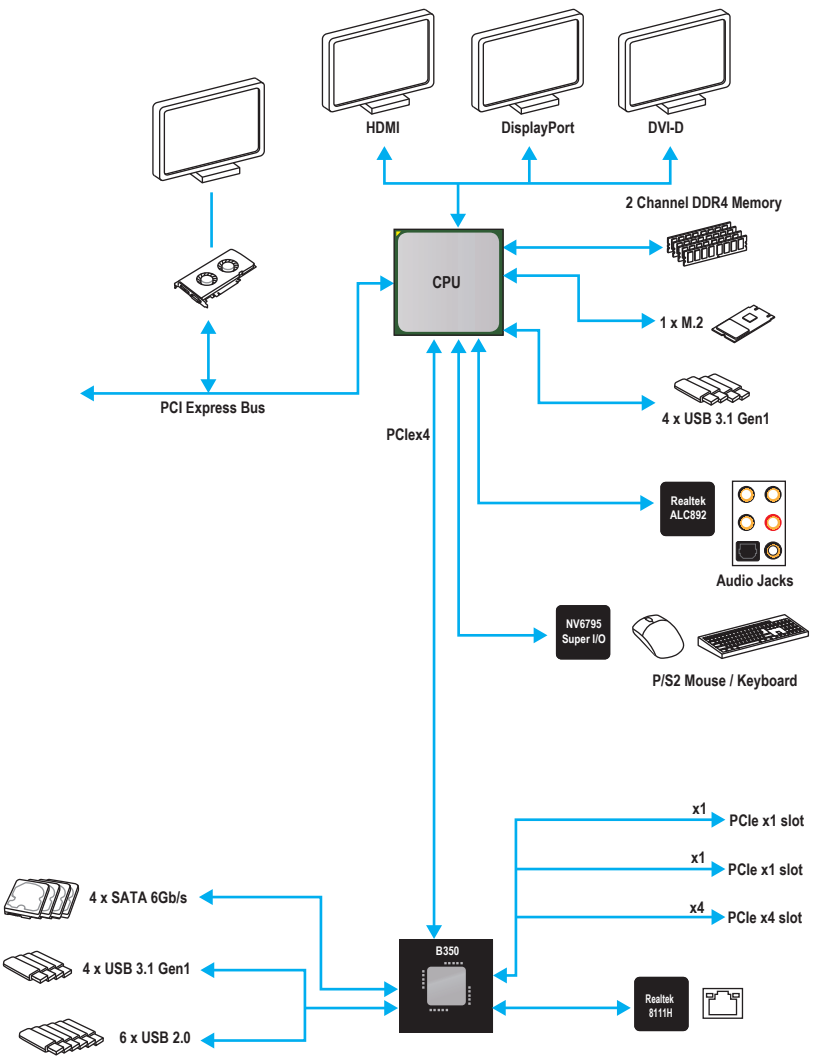 HDMI
DisplayPort
DVI-D
2 Channel DDR4 Memory
CPU
1 x M.2
PCI Express Bus
4 x USB 3.1 Gen1
PCIex4
Realtek
ALC892
Audio Jacks
NV6795
Super I/O
P/S2 Mouse / Keyboard
x1
PCIe x1 slot
x1
PCIe x1 slot
x4
PCIe x4 slot
4 x SATA 6Gb/s
B350
4 x USB 3.1 Gen1
Realtek
8111H
6 x USB 2.0